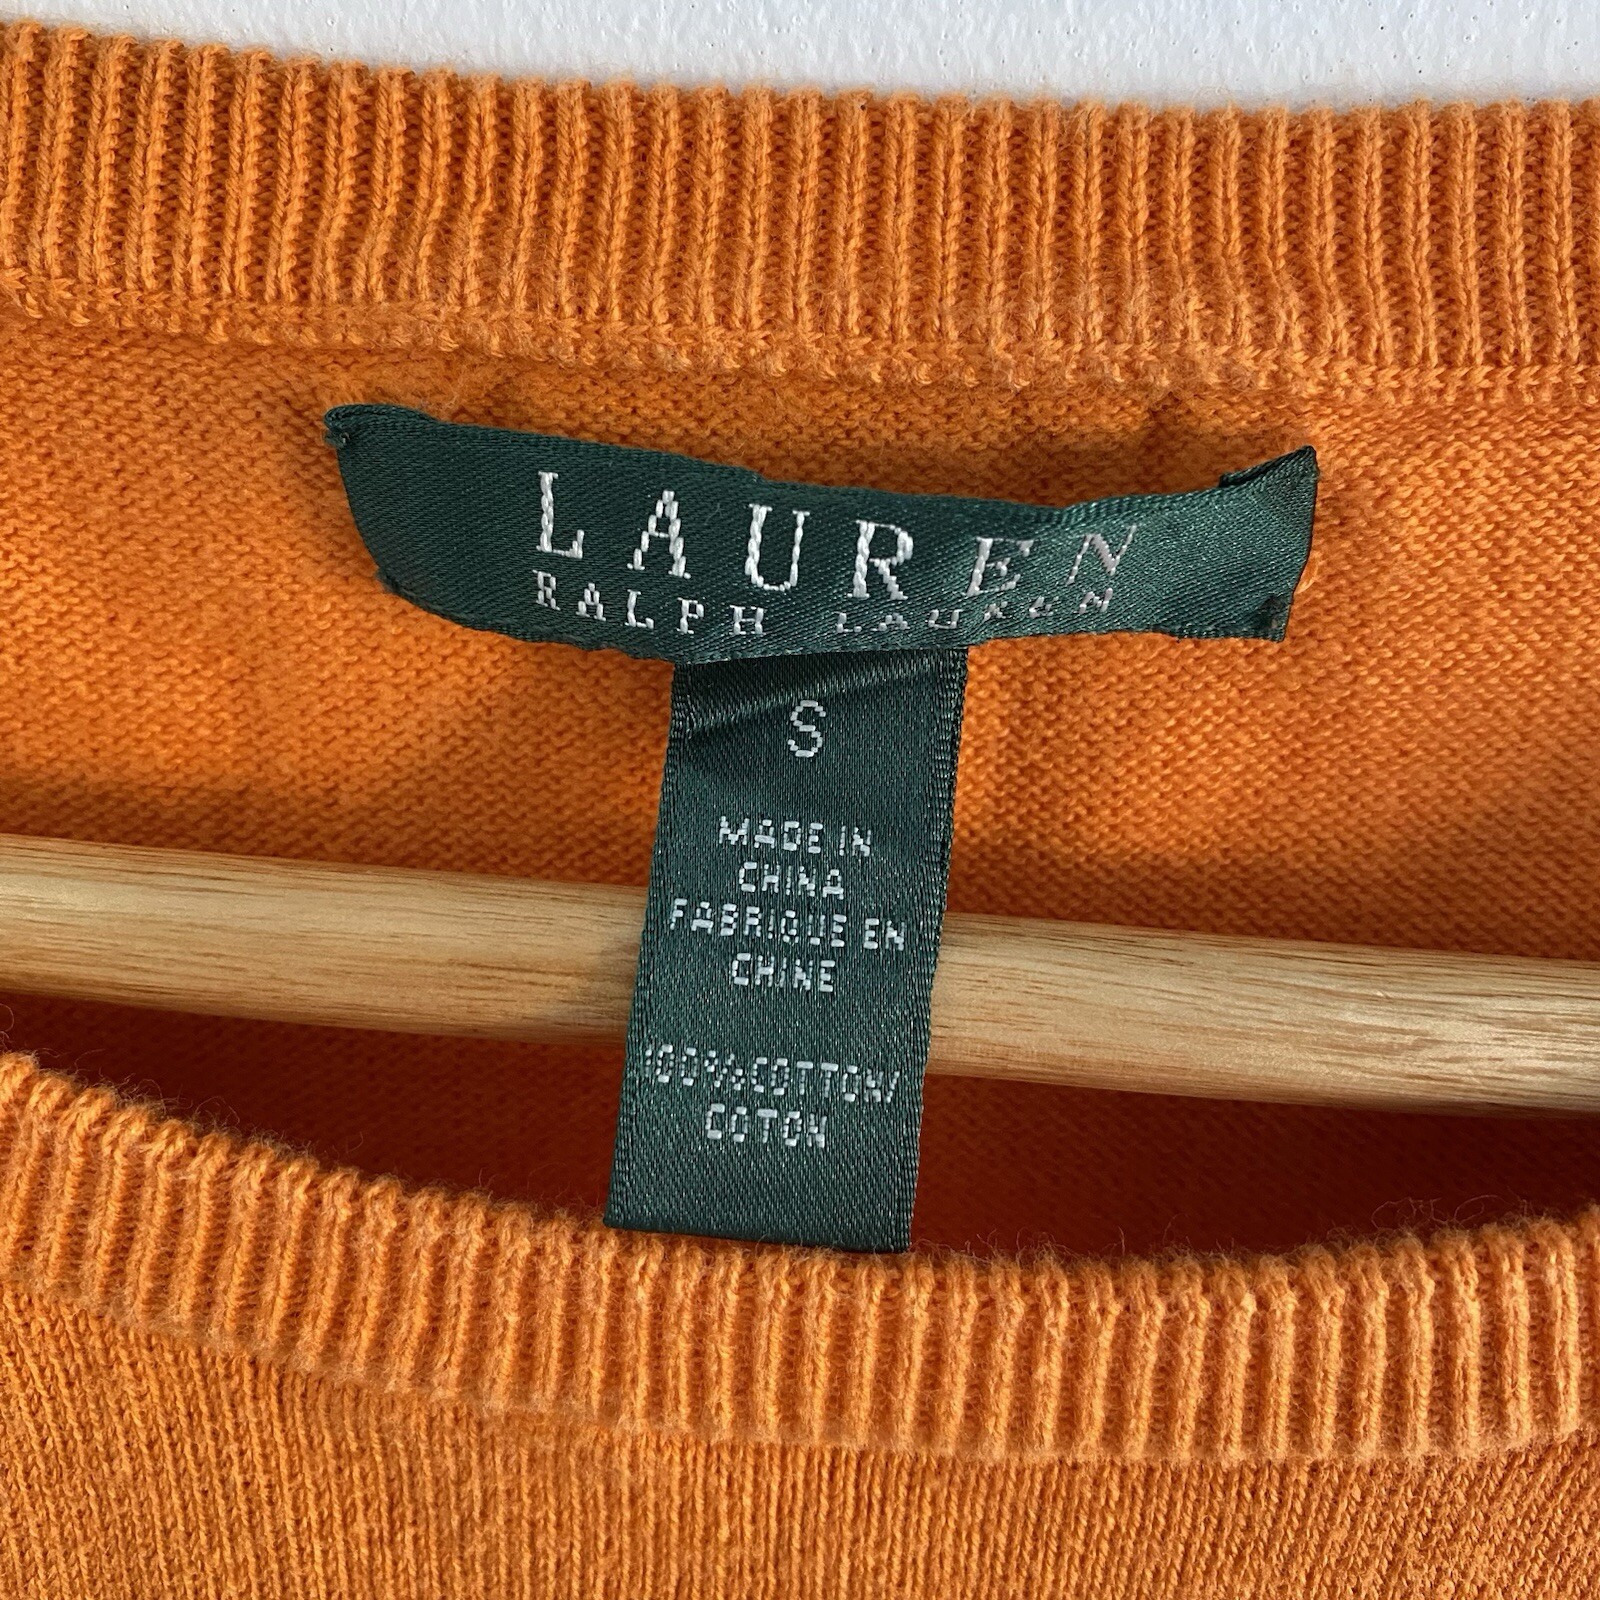 LAUREN
RALPH LAUREN
S
MADE IN
CHINA
FABRIQUE EN
CHINE
100% COTTON/
COTON